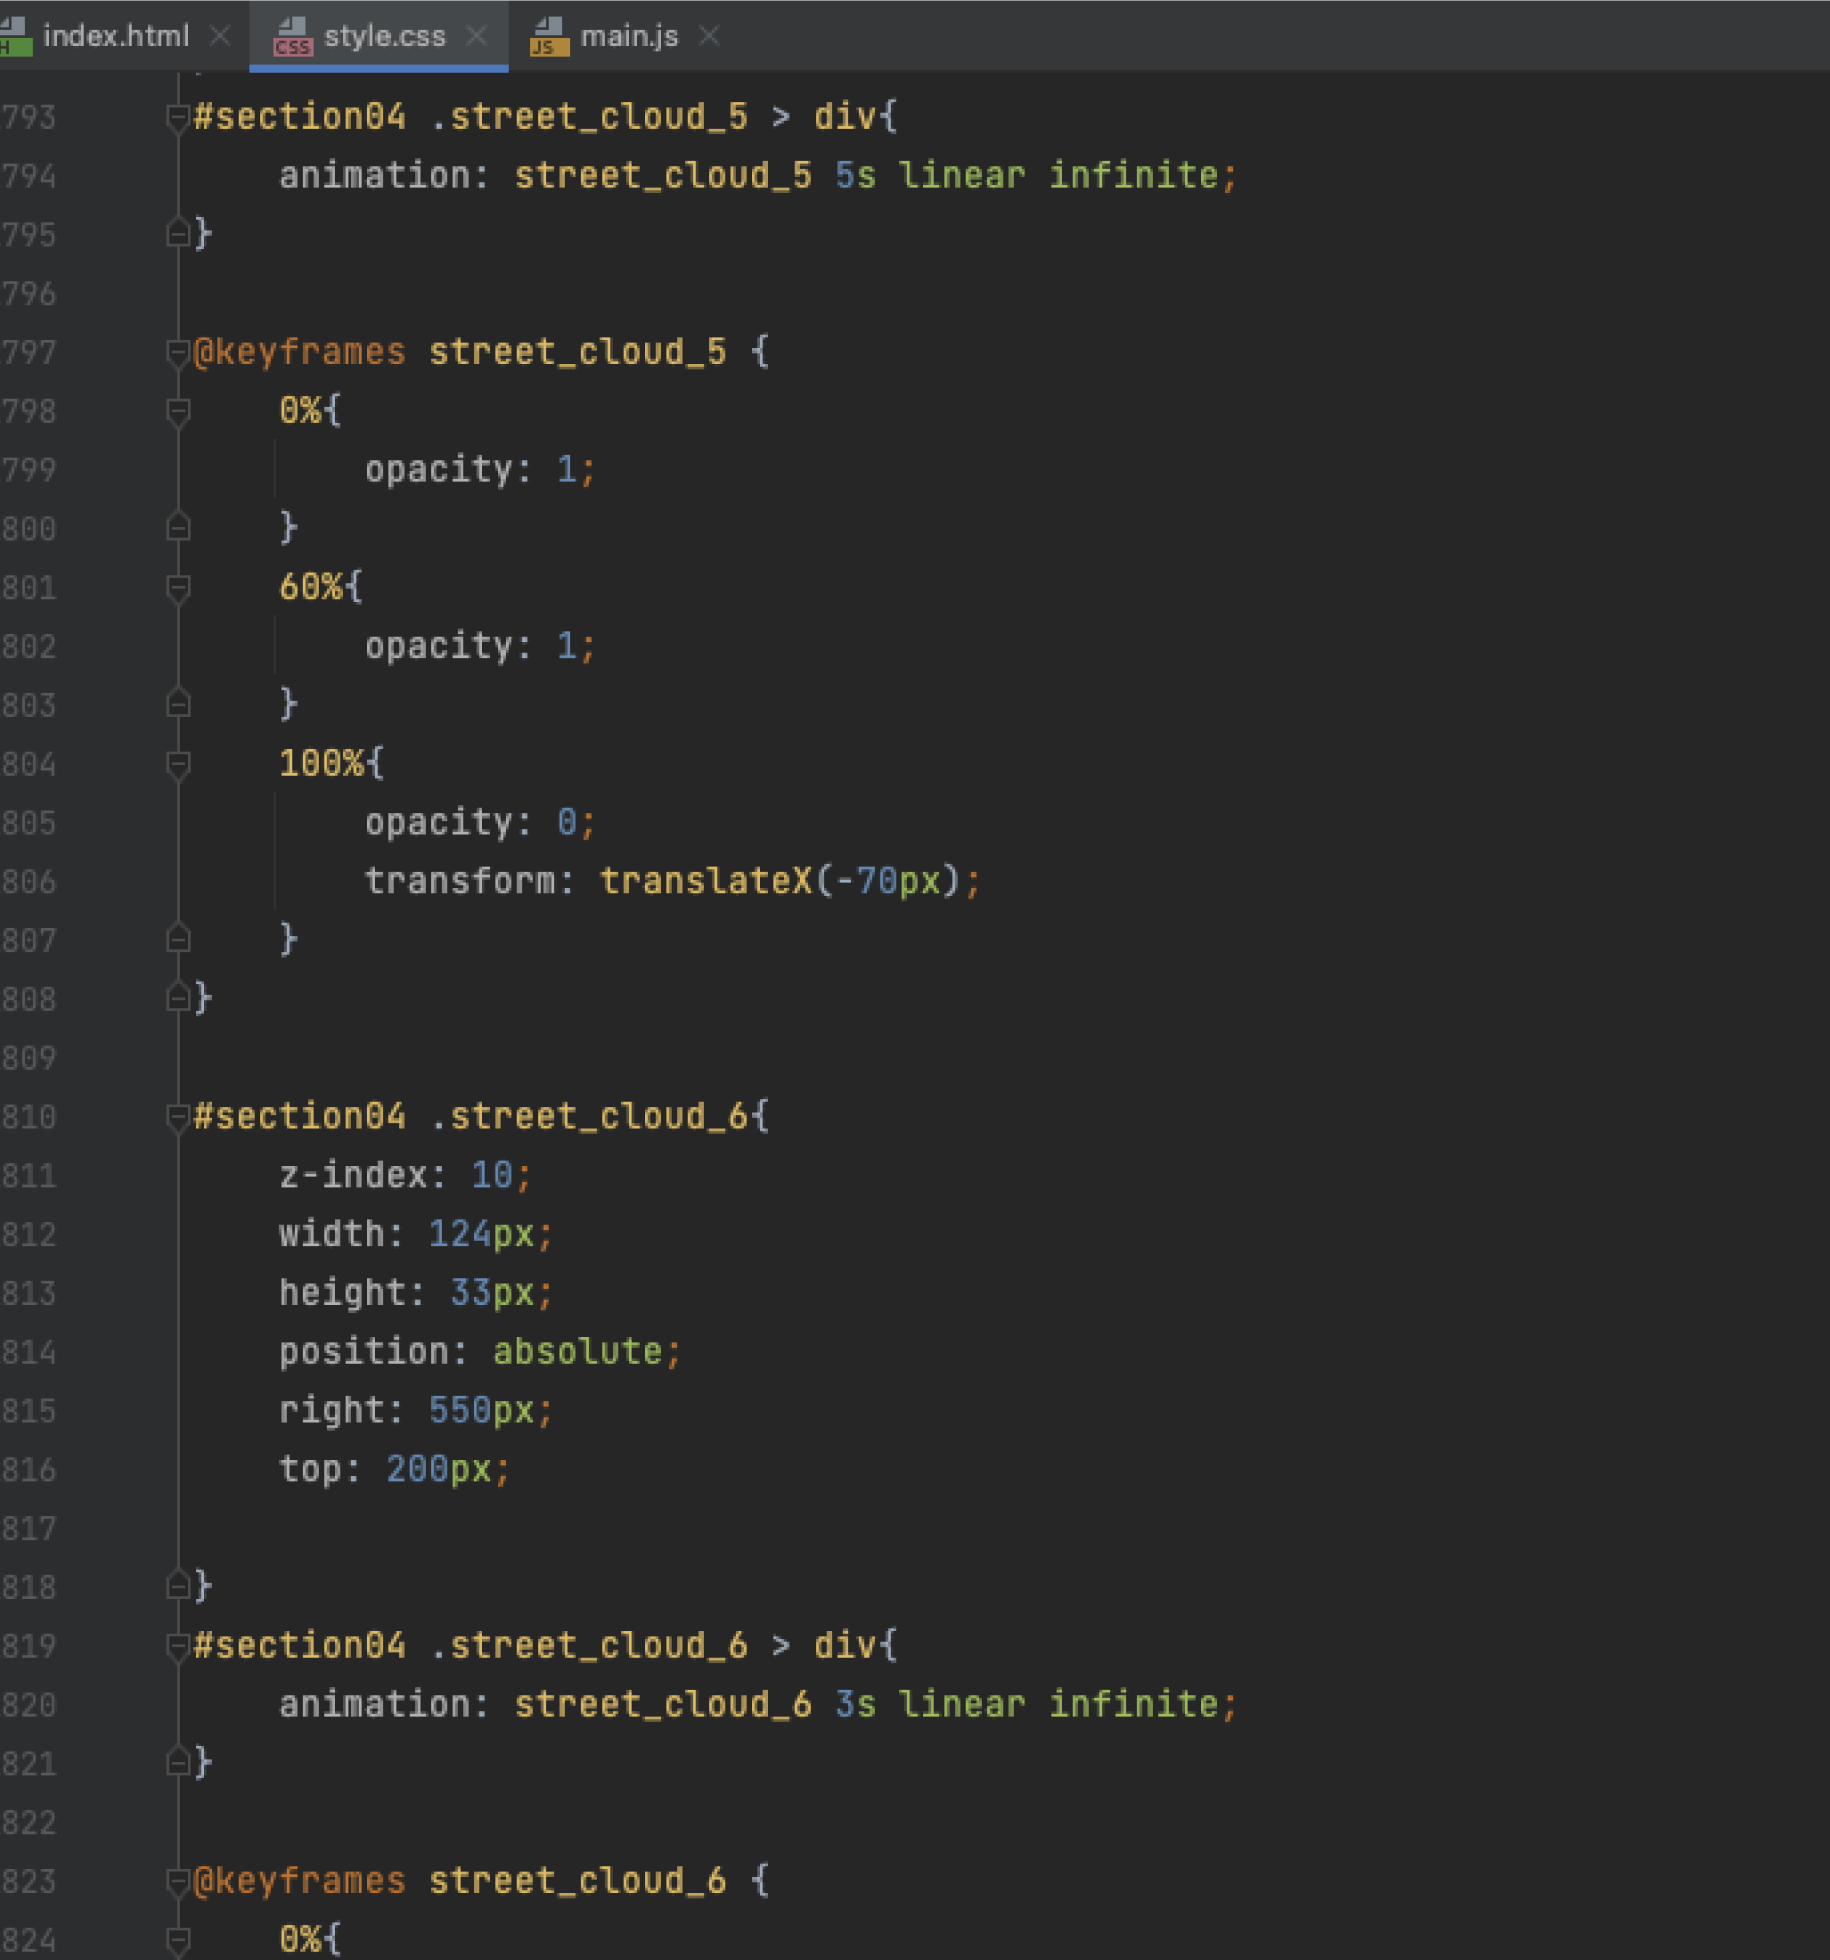 index.html
style.css
main.js
793 #section04 .street_cloud_5 > div{
794 animation: street_cloud_5 5s linear infinite;
795 }
796
797 @keyframes street_cloud_5 {
798 0%{
799 opacity: 1;
800 }
801 60%{
802 opacity: 1;
803 }
804 100%{
805 opacity: 0;
806 transform: translateX(-70px);
807 }
808 }
809
810 #section04 .street_cloud_6{
811 z-index: 10;
812 width: 124px;
813 height: 33px;
814 position: absolute;
815 right: 550px;
816 top: 200px;
817
818 }
819 #section04 .street_cloud_6 > div{
820 animation: street_cloud_6 3s linear infinite;
821 }
822
823 @keyframes street_cloud_6 {
824 0%{